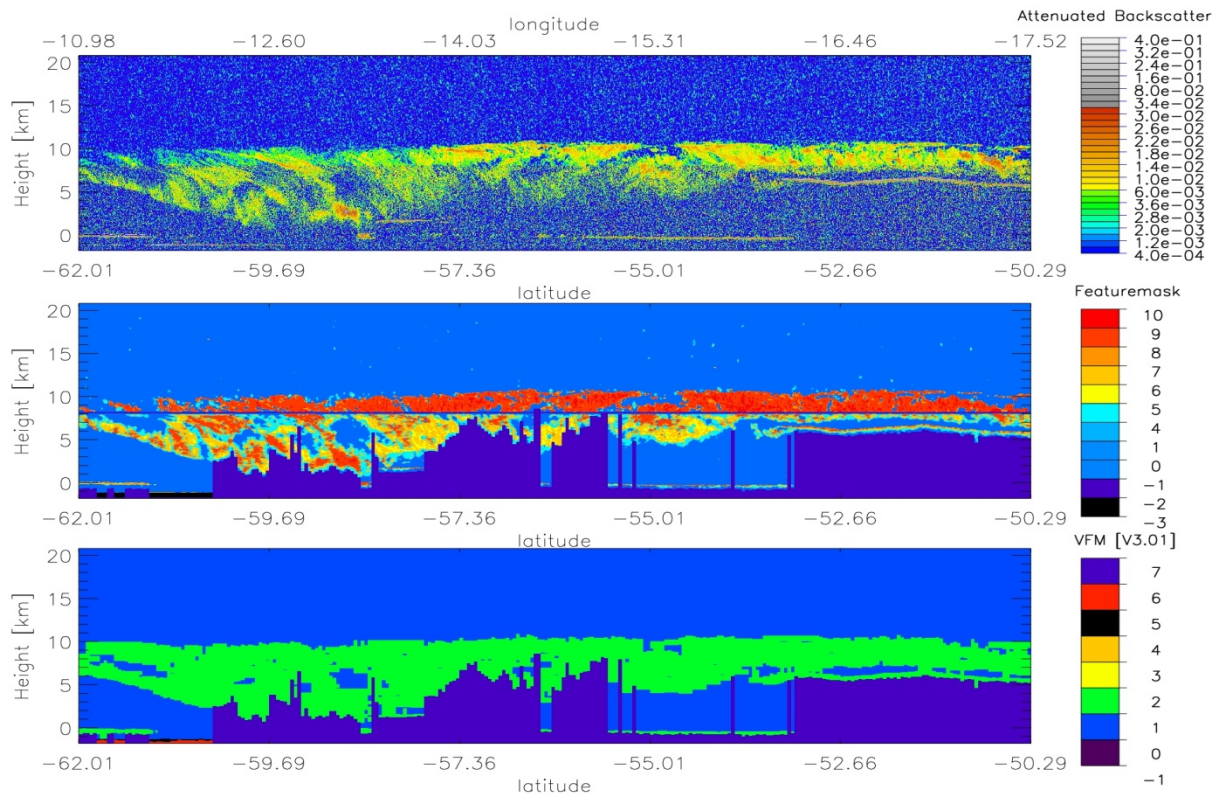 longitude
−10.98 −12.60 −14.03 −15.31 −16.46 −17.52
Attenuated Backscatter
4.0e−01
3.2e−01
2.4e−01
1.6e−01
8.0e−02
3.4e−02
3.0e−02
2.6e−02
2.2e−02
1.8e−02
1.4e−02
1.0e−02
6.0e−03
3.6e−03
2.8e−03
2.0e−03
1.2e−03
4.0e−04
Height [km]
20
15
10
5
0
−62.01 −59.69 −57.36 −55.01 −52.66 −50.29
latitude
Featuremask
10
9
8
7
6
5
4
1
0
−1
−2
−3
Height [km]
20
15
10
5
0
−62.01 −59.69 −57.36 −55.01 −52.66 −50.29
latitude
VFM [V3.01]
7
6
5
4
3
2
1
0
−1
Height [km]
20
15
10
5
0
−62.01 −59.69 −57.36 −55.01 −52.66 −50.29
latitude